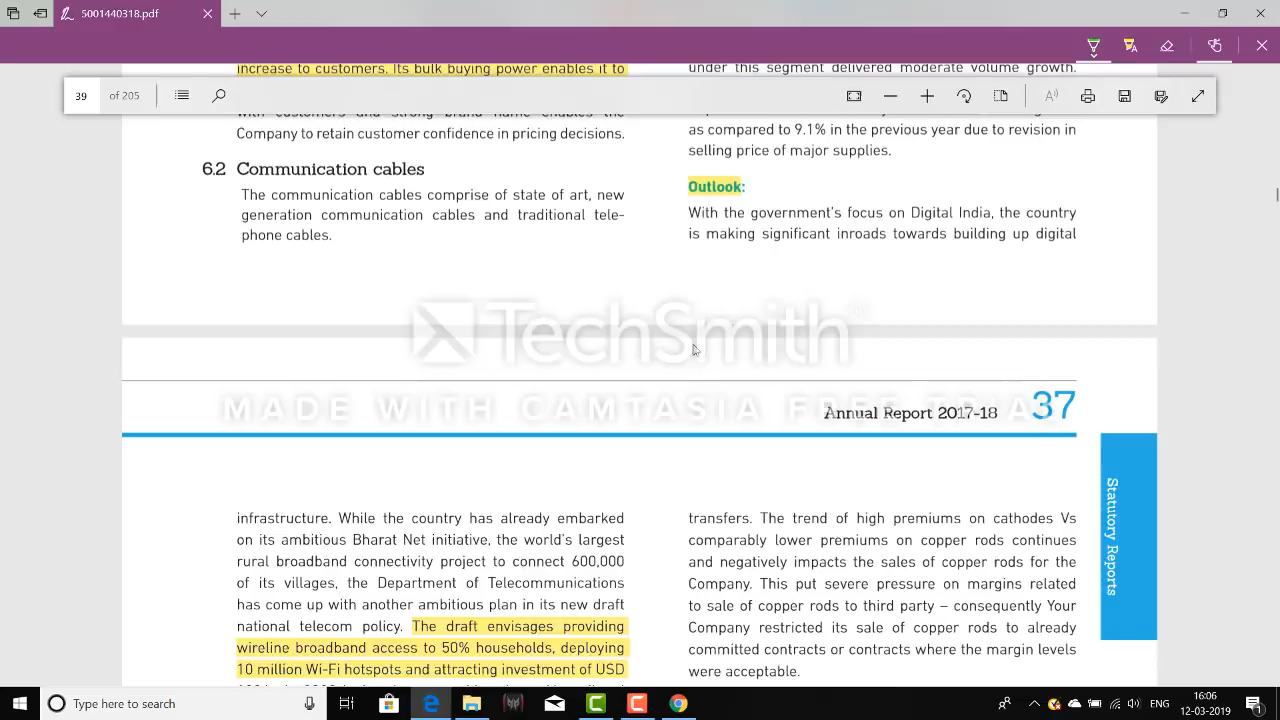 5001440318.pdf
39 of 205
increase to customers. Its bulk buying power enables it to
with customers and strong brand name enables the
Company to retain customer confidence in pricing decisions.
6.2 Communication cables
The communication cables comprise of state of art, new
generation communication cables and traditional tele-
phone cables.
under this segment delivered moderate volume growth.
as compared to 9.1% in the previous year due to revision in
selling price of major supplies.
Outlook:
With the government's focus on Digital India, the country
is making significant inroads towards building up digital
TechSmith
MADE WITH CAMTASIA FREE TRIAL
Annual Report 2017-18 37
Statutory Reports
infrastructure. While the country has already embarked
on its ambitious Bharat Net initiative, the world's largest
rural broadband connectivity project to connect 600,000
of its villages, the Department of Telecommunications
has come up with another ambitious plan in its new draft
national telecom policy. The draft envisages providing
wireline broadband access to 50% households, deploying
10 million Wi-Fi hotspots and attracting investment of USD
transfers. The trend of high premiums on cathodes Vs
comparably lower premiums on copper rods continues
and negatively impacts the sales of copper rods for the
Company. This put severe pressure on margins related
to sale of copper rods to third party – consequently Your
Company restricted its sale of copper rods to already
committed contracts or contracts where the margin levels
were acceptable.
Type here to search
16:06
12-03-2019